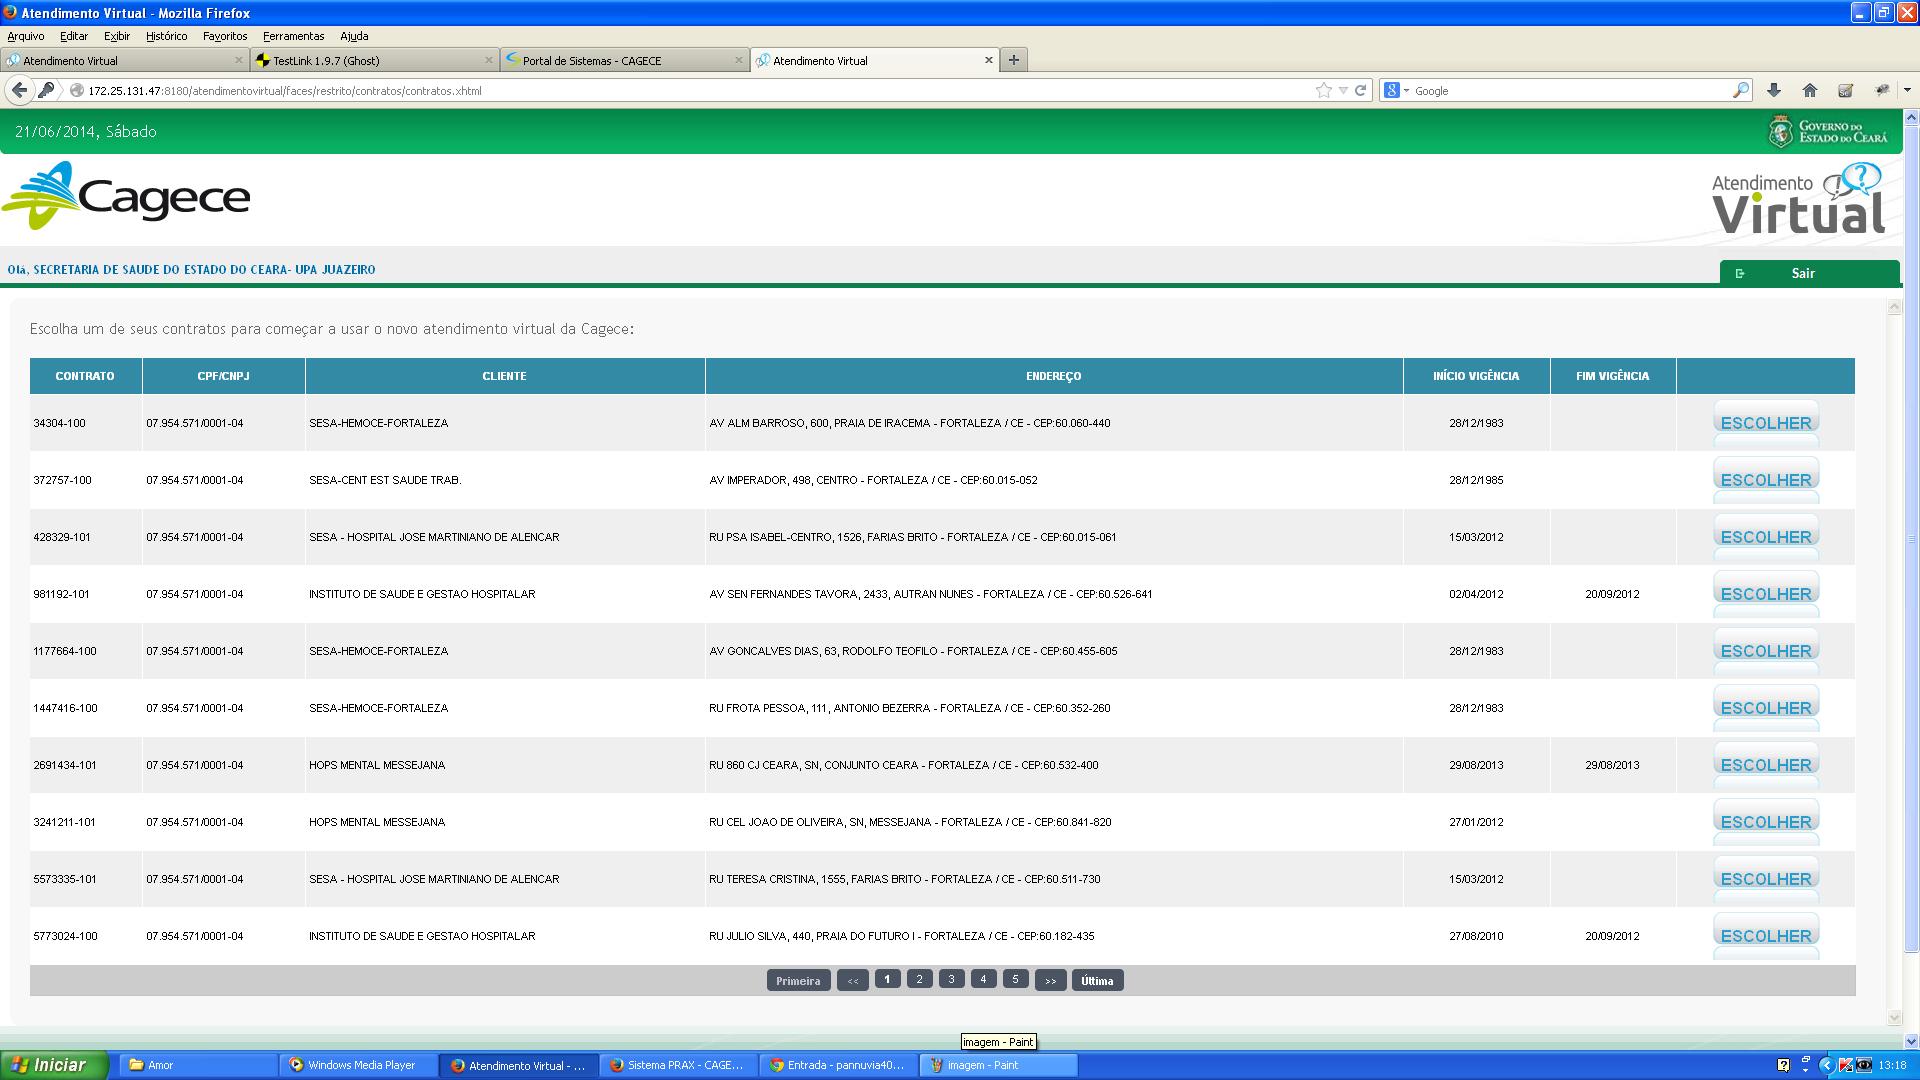 Atendimento Virtual - Mozilla Firefox
Arquivo Editar Exibir Histórico Favoritos Ferramentas Ajuda
Atendimento Virtual
TestLink 1.9.7 (Ghost)
Portal de Sistemas - CAGECE
Atendimento Virtual
172.25.131.47:8180/atendimentovirtual/faces/restrito/contratos/contratos.xhtml
Google
21/06/2014, Sábado
GOVERNO DO
ESTADO DO CEARÁ
Cagece
Atendimento
Virtual
Olá, SECRETARIA DE SAUDE DO ESTADO DO CEARA- UPA JUAZEIRO
Sair
Escolha um de seus contratos para começar a usar o novo atendimento virtual da Cagece:
CONTRATO CPF/CNPJ CLIENTE ENDEREÇO INÍCIO VIGÊNCIA FIM VIGÊNCIA
34304-100 07.954.571/0001-04 SESA-HEMOCE-FORTALEZA AV ALM BARROSO, 600, PRAIA DE IRACEMA - FORTALEZA / CE - CEP:60.060-440 28/12/1983 ESCOLHER
372757-100 07.954.571/0001-04 SESA-CENT EST SAUDE TRAB. AV IMPERADOR, 498, CENTRO - FORTALEZA / CE - CEP:60.015-052 28/12/1985 ESCOLHER
428329-101 07.954.571/0001-04 SESA - HOSPITAL JOSE MARTINIANO DE ALENCAR RU PSA ISABEL-CENTRO, 1526, FARIAS BRITO - FORTALEZA / CE - CEP:60.015-061 15/03/2012 ESCOLHER
981192-101 07.954.571/0001-04 INSTITUTO DE SAUDE E GESTAO HOSPITALAR AV SEN FERNANDES TAVORA, 2433, AUTRAN NUNES - FORTALEZA / CE - CEP:60.526-641 02/04/2012 20/09/2012 ESCOLHER
1177664-100 07.954.571/0001-04 SESA-HEMOCE-FORTALEZA AV GONCALVES DIAS, 63, RODOLFO TEOFILO - FORTALEZA / CE - CEP:60.455-605 28/12/1983 ESCOLHER
1447416-100 07.954.571/0001-04 SESA-HEMOCE-FORTALEZA RU FROTA PESSOA, 111, ANTONIO BEZERRA - FORTALEZA / CE - CEP:60.352-260 28/12/1983 ESCOLHER
2691434-101 07.954.571/0001-04 HOPS MENTAL MESSEJANA RU 860 CJ CEARA, SN, CONJUNTO CEARA - FORTALEZA / CE - CEP:60.532-400 29/08/2013 29/08/2013 ESCOLHER
3241211-101 07.954.571/0001-04 HOPS MENTAL MESSEJANA RU CEL JOAO DE OLIVEIRA, SN, MESSEJANA - FORTALEZA / CE - CEP:60.841-820 27/01/2012 ESCOLHER
5573335-101 07.954.571/0001-04 SESA - HOSPITAL JOSE MARTINIANO DE ALENCAR RU TERESA CRISTINA, 1555, FARIAS BRITO - FORTALEZA / CE - CEP:60.511-730 15/03/2012 ESCOLHER
5773024-100 07.954.571/0001-04 INSTITUTO DE SAUDE E GESTAO HOSPITALAR RU JULIO SILVA, 440, PRAIA DO FUTURO I - FORTALEZA / CE - CEP:60.182-435 27/08/2010 20/09/2012 ESCOLHER
Primeira << 1 2 3 4 5 >> Última
imagem - Paint
Iniciar Amor Windows Media Player Atendimento Virtual - ... Sistema PRAX - CAGE... Entrada - pannuvia40... imagem - Paint 13:18